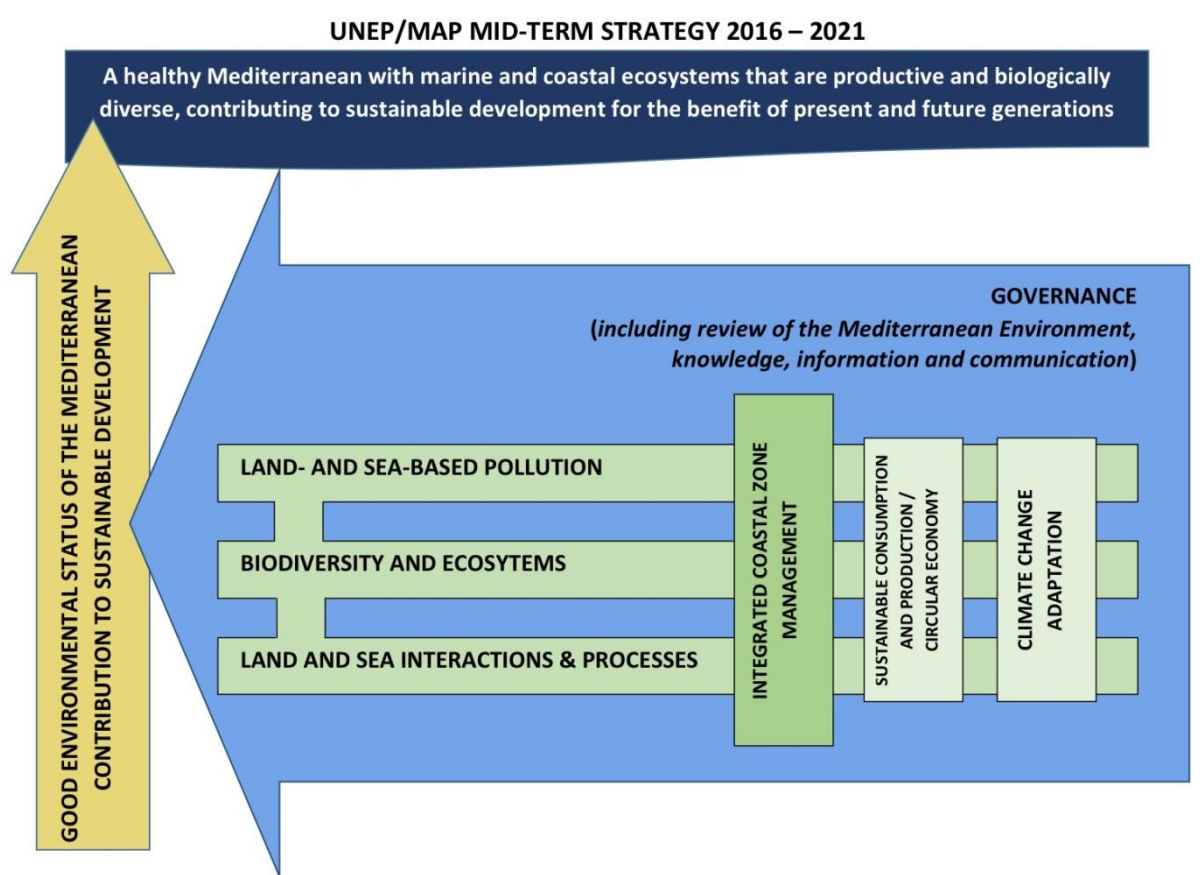 UNEP/MAP MID-TERM STRATEGY 2016 – 2021
A healthy Mediterranean with marine and coastal ecosystems that are productive and biologically
diverse, contributing to sustainable development for the benefit of present and future generations
GOOD ENVIRONMENTAL STATUS OF THE MEDITERRANEAN
CONTRIBUTION TO SUSTAINABLE DEVELOPMENT
GOVERNANCE
(including review of the Mediterranean Environment,
knowledge, information and communication)
LAND- AND SEA-BASED POLLUTION
BIODIVERSITY AND ECOSYTEMS
LAND AND SEA INTERACTIONS & PROCESSES
INTEGRATED COASTAL ZONE
MANAGEMENT
SUSTAINABLE CONSUMPTION
AND PRODUCTION /
CIRCULAR ECONOMY
CLIMATE CHANGE
ADAPTATION